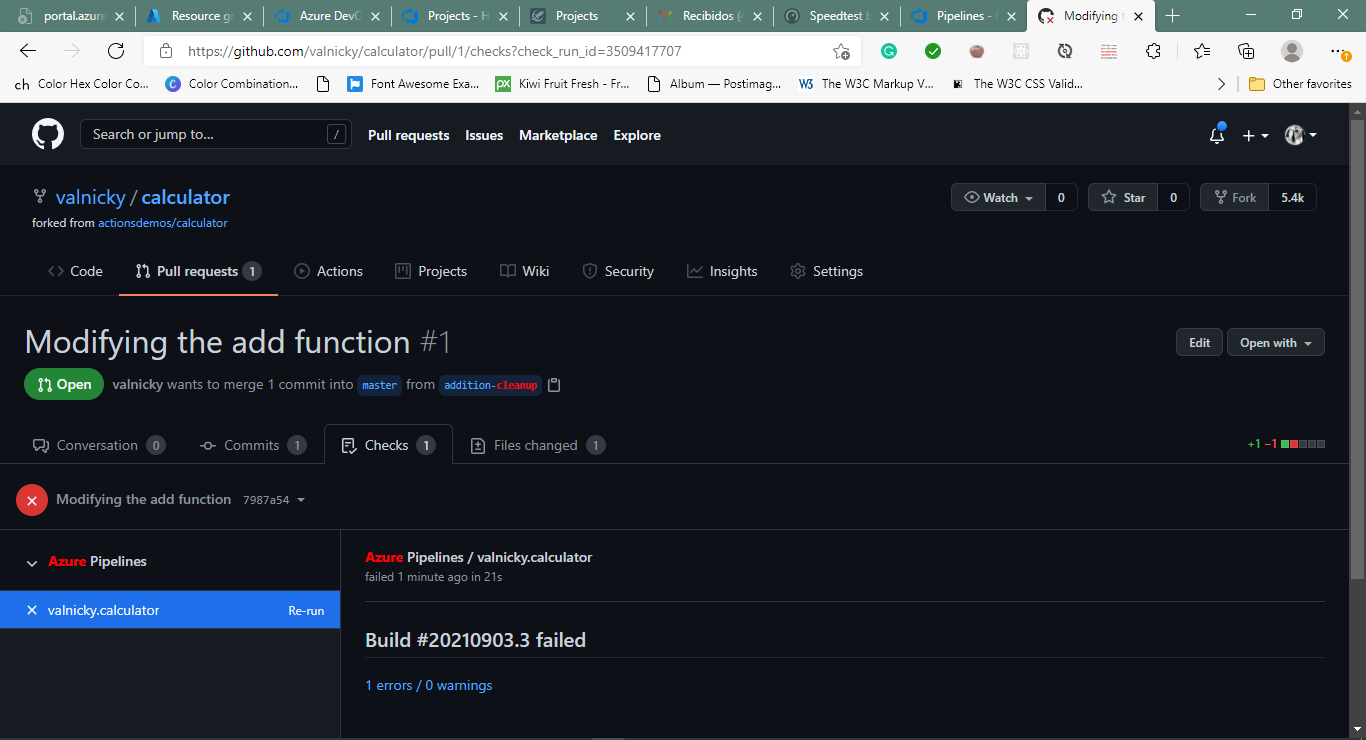 portal.azure
Resource gr
Azure DevO
Projects - H
Projects
Recibidos (4
Speedtest b
Pipelines -
Modifying t
https://github.com/valnicky/calculator/pull/1/checks?check_run_id=3509417707
ch Color Hex Color Co...
C Color Combination...
Font Awesome Exa...
px Kiwi Fruit Fresh - Fr...
Album — Postimag...
W3 The W3C Markup V...
The W3C CSS Valid...
Other favorites
Search or jump to... /
Pull requests Issues Marketplace Explore
valnicky / calculator
Watch 0 Star 0 Fork 5.4k
forked from actionsdemos/calculator
Code Pull requests 1 Actions Projects Wiki Security Insights Settings
Modifying the add function #1
Edit Open with
Open valnicky wants to merge 1 commit into master from addition-cleanup
Conversation 0 Commits 1 Checks 1 Files changed 1
+1 −1
Modifying the add function 7987a54
Azure Pipelines
valnicky.calculator Re-run
Azure Pipelines / valnicky.calculator
failed 1 minute ago in 21s
Build #20210903.3 failed
1 errors / 0 warnings